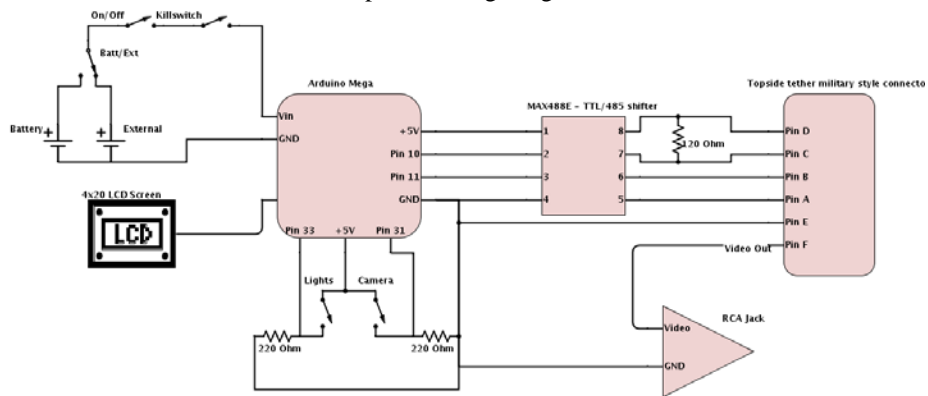 On/Off Killswitch
Batt/Ext
Battery + + External
Arduino Mega
Vin
GND
+5V
Pin 10
Pin 11
GND
Pin 33 +5V Pin 31
4x20 LCD Screen
LCD
Lights Camera
220 Ohm 220 Ohm
MAX488E - TTL/485 shifter
1 8
2 7
3 6
4 5
120 Ohm
Topside tether military style connecto
Pin D
Pin C
Pin B
Pin A
Pin E
Pin F
Video Out
RCA Jack
Video
GND